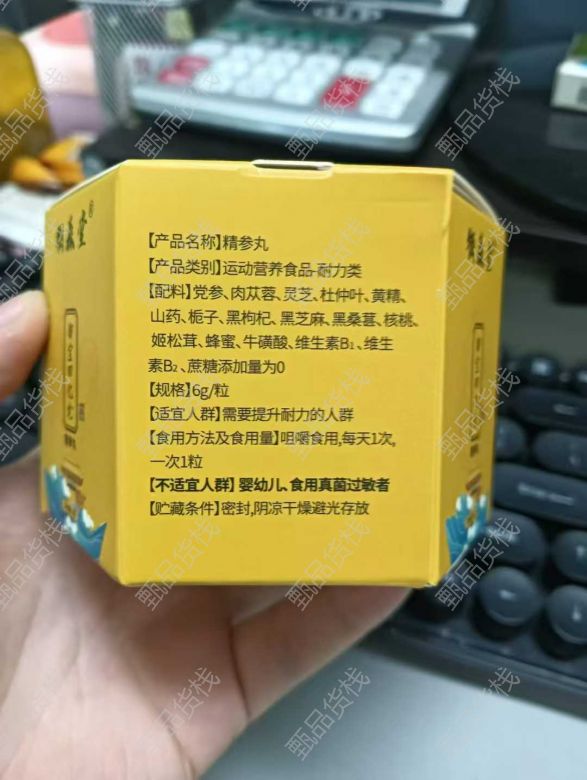 【产品名称】精参丸
【产品类别】运动营养食品-耐力类
【配料】党参、肉苁蓉、灵芝、杜仲叶、黄精、
山药、栀子、黑枸杞、黑芝麻、黑桑葚、核桃、
姬松茸、蜂蜜、牛磺酸、维生素B₁、维生
素B₂、蔗糖添加量为0
【规格】6g/粒
【适宜人群】需要提升耐力的人群
【食用方法及食用量】咀嚼食用,每天1次,
一次1粒
【不适宜人群】婴幼儿、食用真菌过敏者
【贮藏条件】密封,阴凉干燥避光存放
甄品货栈